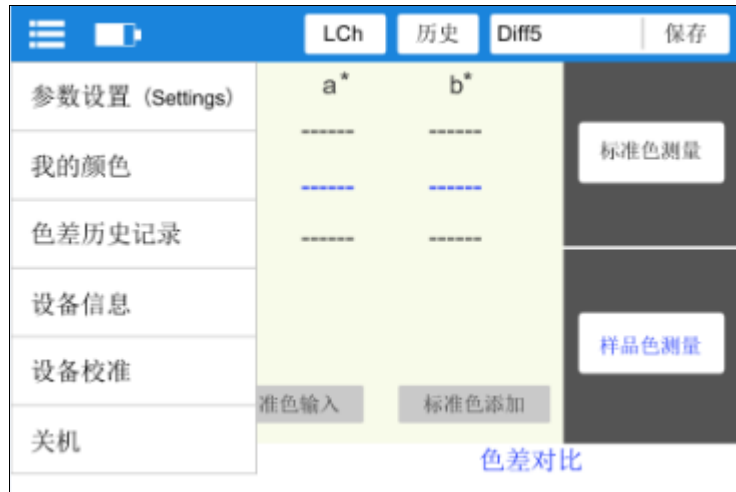 LCh 历史 Diff5 保存
参数设置（Settings）
我的颜色
色差历史记录
设备信息
设备校准
关机
a* b*
------ ------
------ ------
------ ------
准色输入 标准色添加
标准色测量
样品色测量
色差对比